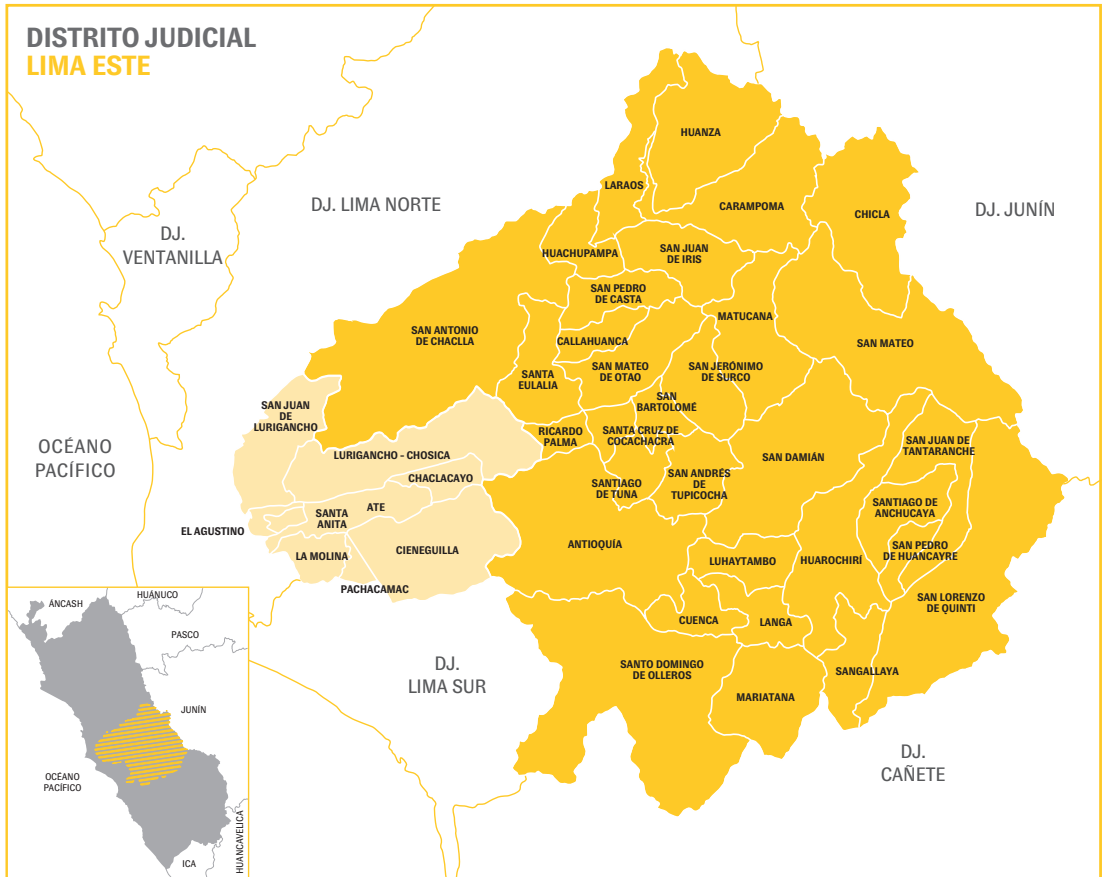 DISTRITO JUDICIAL
LIMA ESTE
HUANZA
LARAOS
CARAMPOMA
CHICLA
DJ. LIMA NORTE
DJ. JUNÍN
DJ.
VENTANILLA
HUACHUPAMPA
SAN JUAN
DE IRIS
SAN PEDRO
DE CASTA
MATUCANA
SAN ANTONIO
DE CHACLLA
CALLAHUANCA
SAN MATEO
SANTA
EULALIA
SAN MATEO
DE OTAO
SAN JERÓNIMO
DE SURCO
SAN
BARTOLOMÉ
SAN JUAN
DE
LURIGANCHO
OCÉANO
PACÍFICO
RICARDO
PALMA
SANTA CRUZ DE
COCACHACRA
SAN JUAN DE
TANTARANCHE
LURIGANCHO - CHOSICA
SAN DAMIÁN
CHACLACAYO
SANTIAGO
DE TUNA
SAN ANDRÉS
DE
TUPICOCHA
SANTIAGO DE
ANCHUCAYA
ATE
SANTA
ANITA
EL AGUSTINO
ANTIOQUÍA
CIENEGUILLA
LA MOLINA
SAN PEDRO
DE HUANCAYRE
LUHAYTAMBO
HUAROCHIRÍ
PACHACAMAC
SAN LORENZO
DE QUINTI
CUENCA
LANGA
DJ.
LIMA SUR
SANTO DOMINGO
DE OLLEROS
SANGALLAYA
MARIATANA
DJ.
CAÑETE
ÁNCASH
HUÁNUCO
PASCO
JUNÍN
OCÉANO
PACÍFICO
HUANCAVELICA
ICA